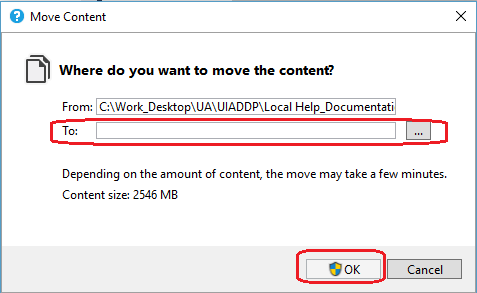 Move Content
Where do you want to move the content?
From: C:\Work_Desktop\UA\UIADDP\Local Help_Documentati
To: ...
Depending on the amount of content, the move may take a few minutes.
Content size: 2546 MB
OK Cancel